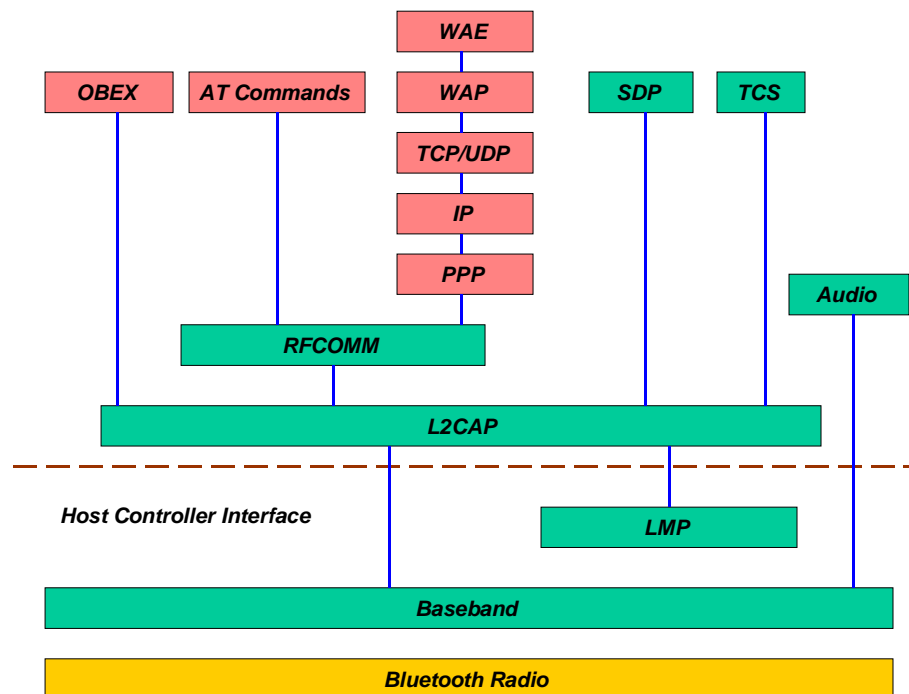 WAE
OBEX
AT Commands
WAP
SDP
TCS
TCP/UDP
IP
PPP
Audio
RFCOMM
L2CAP
Host Controller Interface
LMP
Baseband
Bluetooth Radio